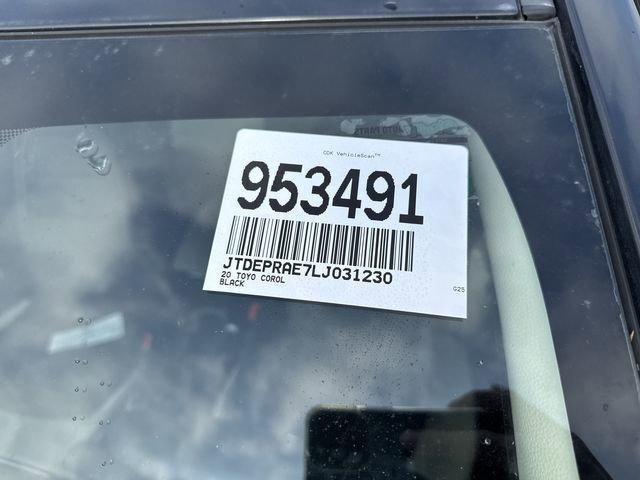 CDK VehicleScan™
953491
JTDEPRAE7LJ031230
20 TOYO COROL
BLACK
G25